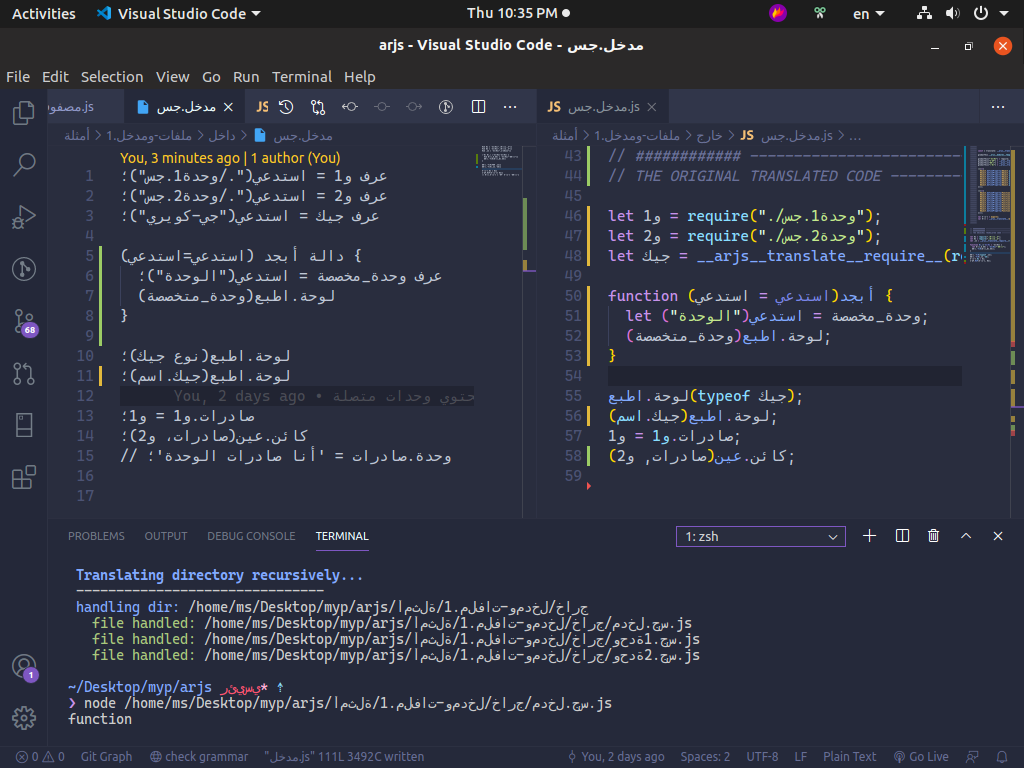 Activities Visual Studio Code Thu 10:35 PM en
مدخل.جس - arjs - Visual Studio Code
File Edit Selection View Go Run Terminal Help
مدخل.جس
JS مدخل.جس.js
أمثلة > 1.ملفات-ومدخل > داخل > مدخل.جس
أمثلة > 1.ملفات-ومدخل > خارج > JS مدخل.جس.js > ...
You, 3 minutes ago | 1 author (You)
1 عرف و1 = استدعي("./وحدة1.جس")؛
2 عرف و2 = استدعي("./وحدة2.جس")؛
3 عرف جيك = استدعي("جي-كويري")؛
4
5 دالة أبجد (استدعي=استدعي) {
6 عرف وحدة_مخصصة = استدعي("الوحدة")؛
7 لوحة.اطبع(وحدة_متخصصة)
8 }
9
10 لوحة.اطبع(نوع جيك)؛
11 لوحة.اطبع(جيك.اسم)؛
12 You, 2 days ago • حتوي وحدات متصلة
13 صادرات.و1 = و1؛
14 كائن.عين(صادرات، و2)؛
15 // وحدة.صادرات = 'أنا صادرات الوحدة'؛
16
17
43 // ############ ------------------------
44 // THE ORIGINAL TRANSLATED CODE --------
45
46 let و1 = require("./وحدة1.جس");
47 let و2 = require("./وحدة2.جس");
48 let جيك = __arjs__translate__require__(r
49
50 function أبجد(استدعي = استدعي) {
51 let وحدة_مخصصة = استدعي("الوحدة");
52 لوحة.اطبع(وحدة_متخصصة);
53 }
54
55 لوحة.اطبع(typeof جيك);
56 لوحة.اطبع(جيك.اسم);
57 صادرات.و1 = و1;
58 كائن.عين(صادرات, و2);
59
68
PROBLEMS OUTPUT DEBUG CONSOLE TERMINAL 1: zsh
Translating directory recursively...
-------------------------------
handling dir: /home/ms/Desktop/myp/arjs/أمثلة/1.ملفات-ومدخل/خارج
file handled: /home/ms/Desktop/myp/arjs/أمثلة/1.ملفات-ومدخل/خارج/مدخل.جس.js
file handled: /home/ms/Desktop/myp/arjs/أمثلة/1.ملفات-ومدخل/خارج/وحدة1.جس.js
file handled: /home/ms/Desktop/myp/arjs/أمثلة/1.ملفات-ومدخل/خارج/وحدة2.جس.js
~/Desktop/myp/arjs رئيسي* ↑
❯ node /home/ms/Desktop/myp/arjs/أمثلة/1.ملفات-ومدخل/خارج/مدخل.جس.js
function
1
0 0 Git Graph check grammar "مدخل.js" 111L 3492C written You, 2 days ago Spaces: 2 UTF-8 LF Plain Text Go Live